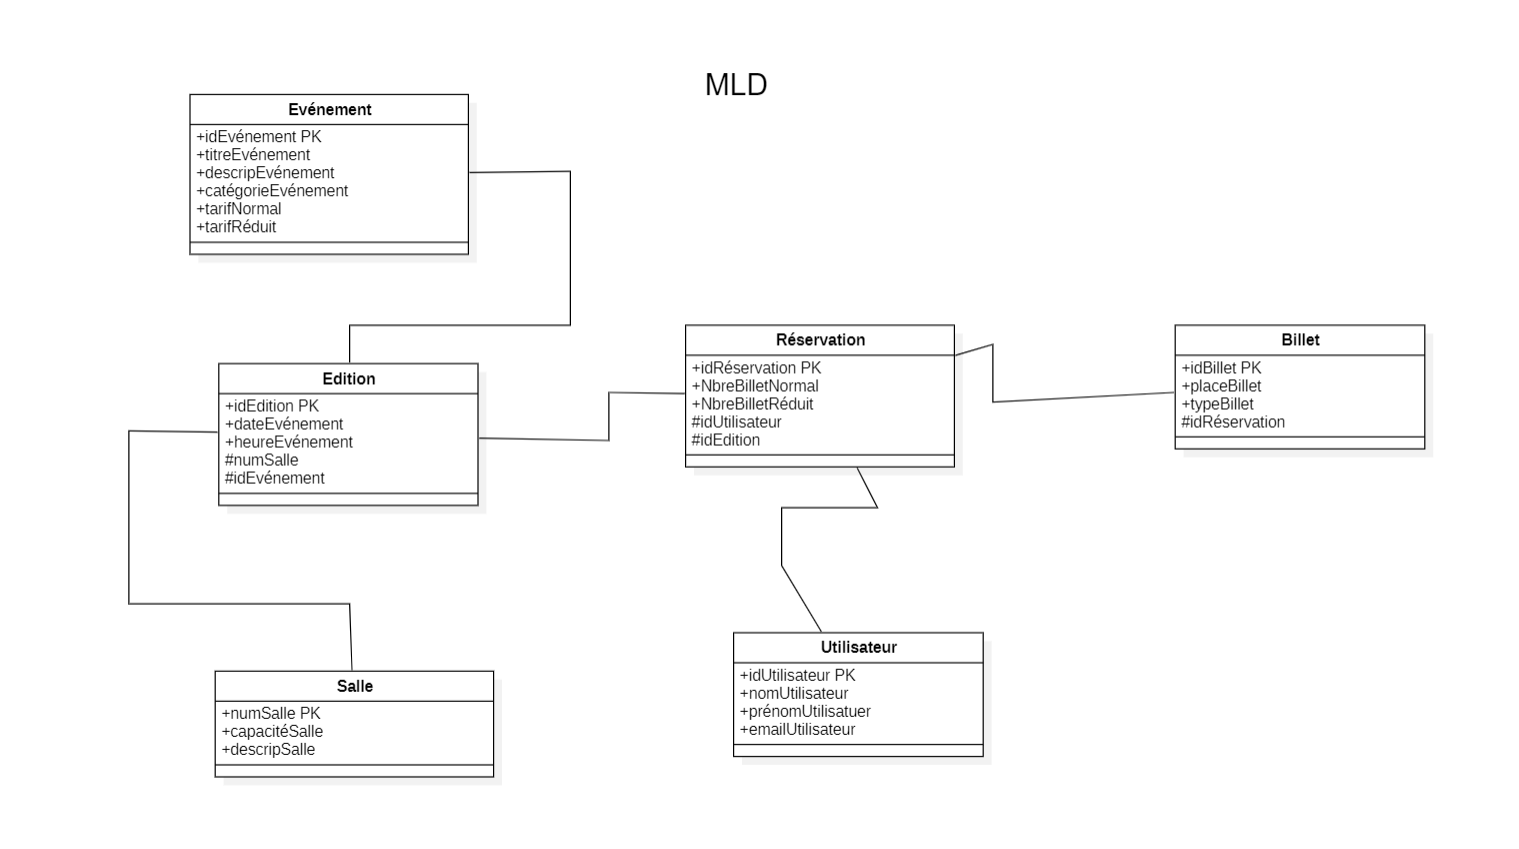 MLD
Evénement
+idEvénement PK
+titreEvénement
+descripEvénement
+catégorieEvénement
+tarifNormal
+tarifRéduit
Edition
+idEdition PK
+dateEvénement
+heureEvénement
#numSalle
#idEvénement
Réservation
+idRéservation PK
+NbreBilletNormal
+NbreBilletRéduit
#idUtilisateur
#idEdition
Billet
+idBillet PK
+placeBillet
+typeBillet
#idRéservation
Salle
+numSalle PK
+capacitéSalle
+descripSalle
Utilisateur
+idUtilisateur PK
+nomUtilisateur
+prénomUtilisatuer
+emailUtilisateur